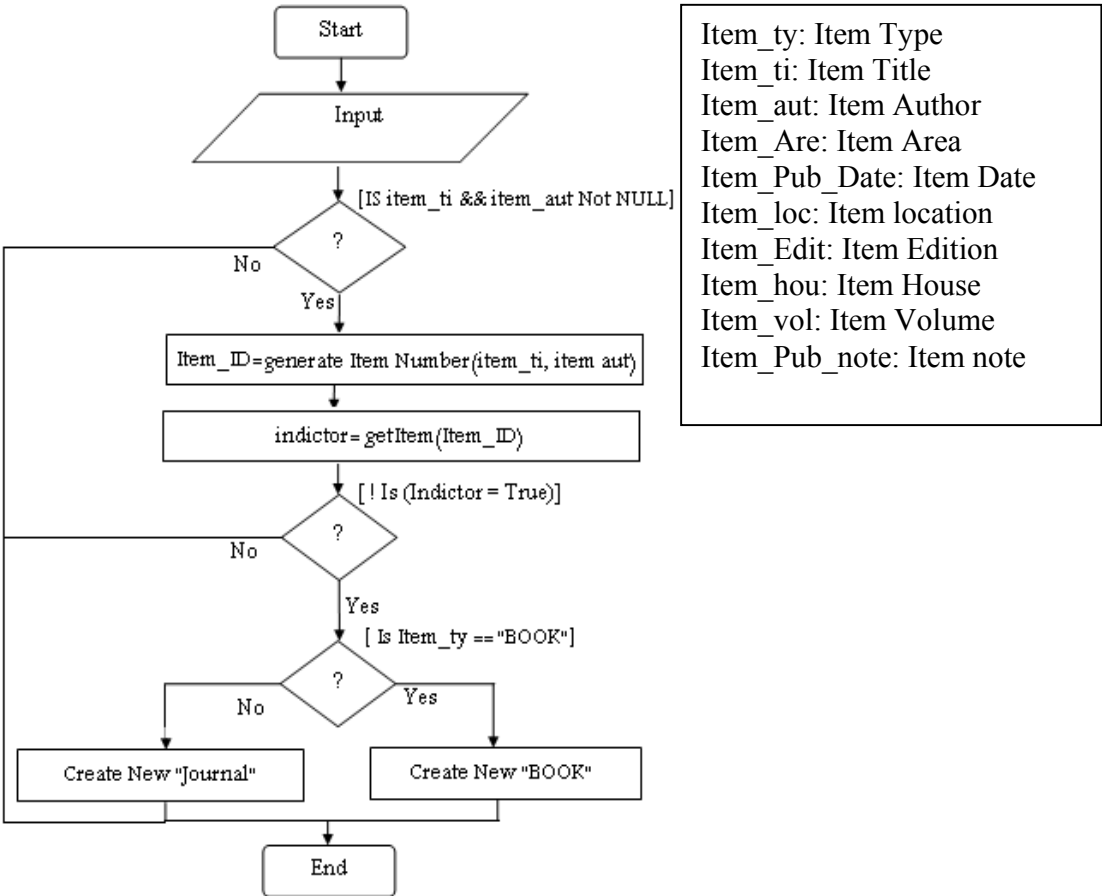 Start
Input
[IS item_ti && item_aut Not NULL]
?
No
Yes
Item_ID=generate Item Number(item_ti, item aut)
indictor= getItem(Item_ID)
[ ! Is (Indictor = True)]
?
No
Yes
[ Is Item_ty == "BOOK"]
?
No
Yes
Create New "Journal"
Create New "BOOK"
End
Item_ty: Item Type
Item_ti: Item Title
Item_aut: Item Author
Item_Are: Item Area
Item_Pub_Date: Item Date
Item_loc: Item location
Item_Edit: Item Edition
Item_hou: Item House
Item_vol: Item Volume
Item_Pub_note: Item note